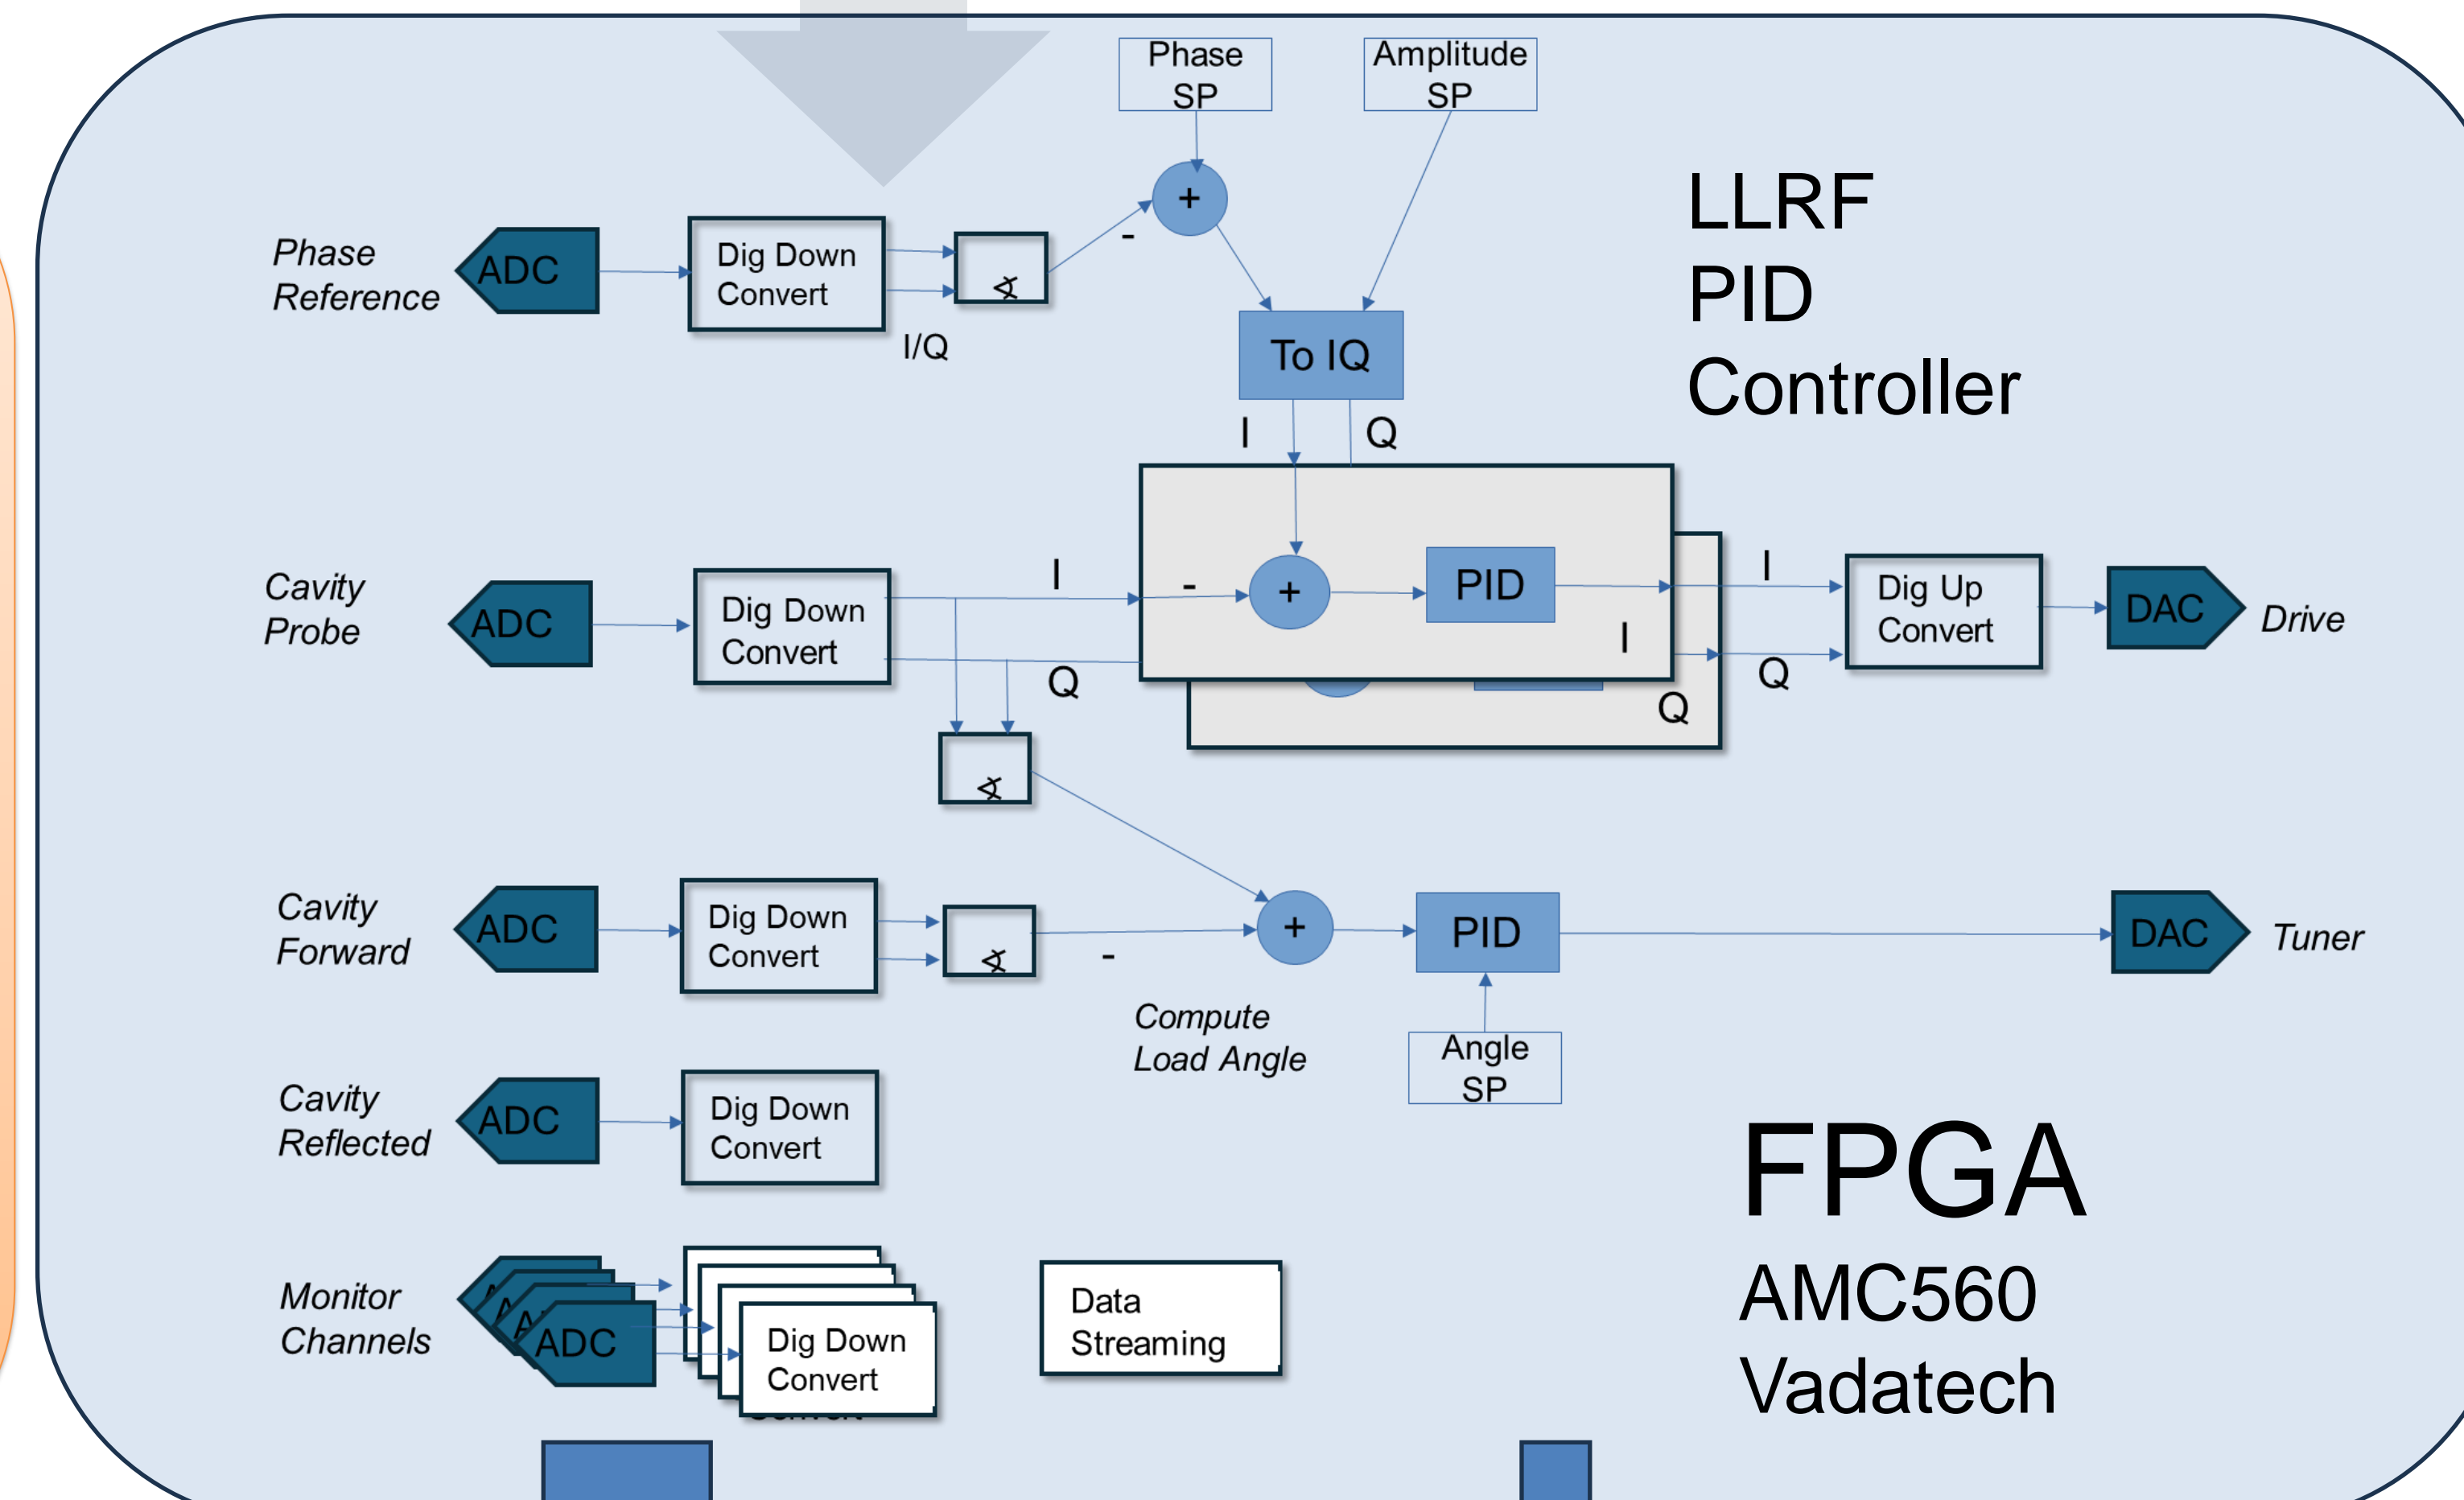 Phase
SP
Amplitude
SP
LLRF
PID
Controller
+
-
Phase
Reference
ADC
Dig Down
Convert
∢
I/Q
To IQ
I
Q
Cavity
Probe
ADC
Dig Down
Convert
I
Q
-
+
PID
I
Q
I
Q
Dig Up
Convert
DAC
Drive
∢
Cavity
Forward
ADC
Dig Down
Convert
∢
-
+
PID
DAC
Tuner
Compute
Load Angle
Angle
SP
Cavity
Reflected
ADC
Dig Down
Convert
FPGA
AMC560
Vadatech
Monitor
Channels
ADC
Dig Down
Convert
Data
Streaming